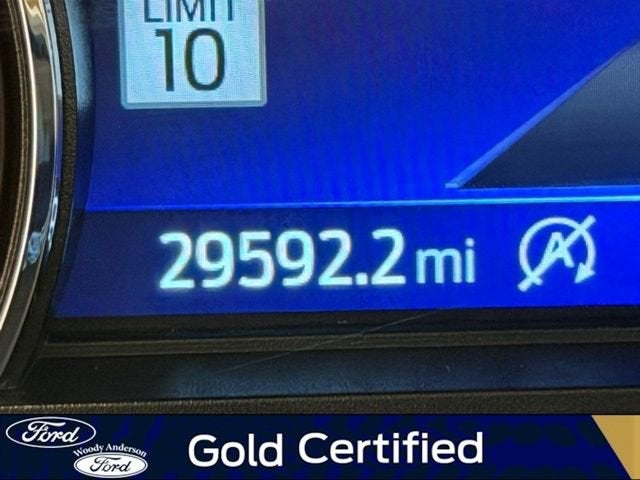 LIMIT
10
29592.2 mi
A
Ford
Woody Anderson
Ford
Gold Certified